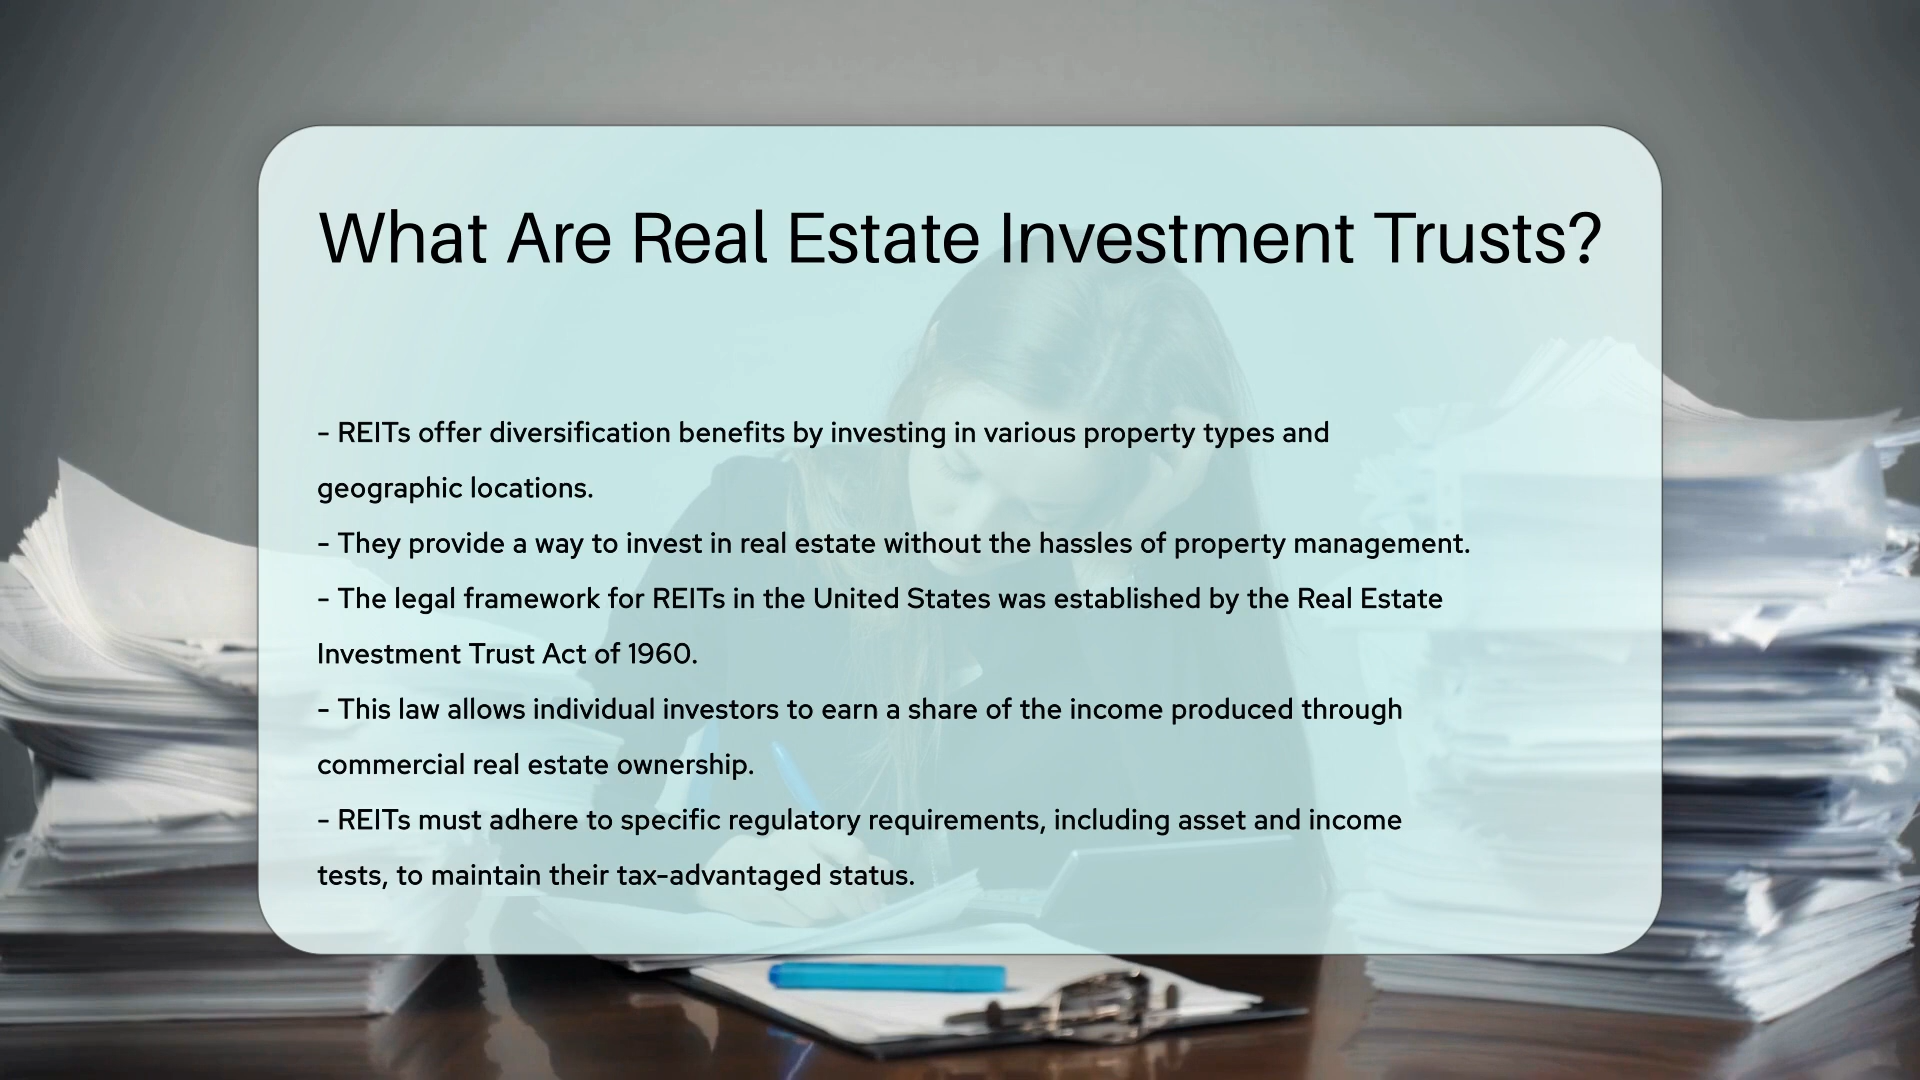 What Are Real Estate Investment Trusts?
- REITs offer diversification benefits by investing in various property types and
geographic locations.
- They provide a way to invest in real estate without the hassles of property management.
- The legal framework for REITs in the United States was established by the Real Estate
Investment Trust Act of 1960.
- This law allows individual investors to earn a share of the income produced through
commercial real estate ownership.
- REITs must adhere to specific regulatory requirements, including asset and income
tests, to maintain their tax-advantaged status.